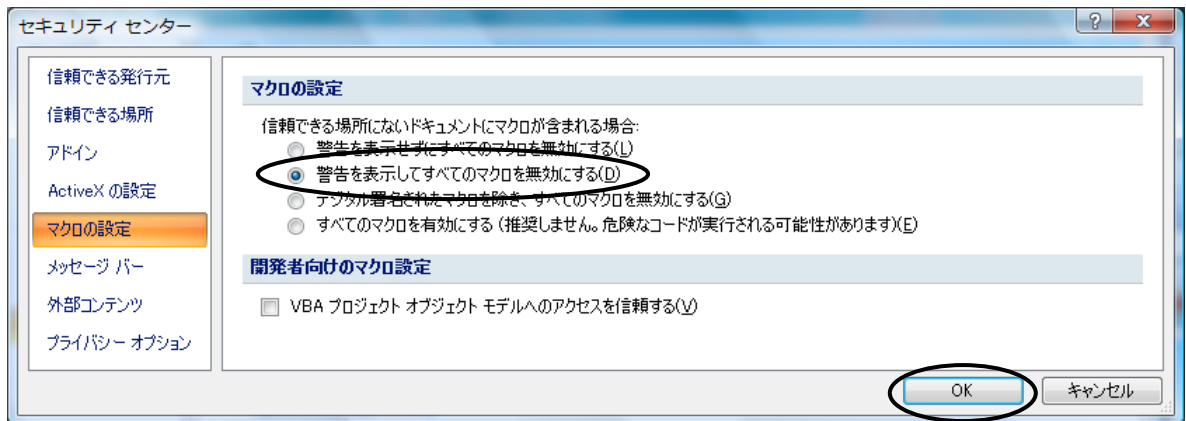 セキュリティ センター
信頼できる発行元
信頼できる場所
アドイン
ActiveX の設定
マクロの設定
メッセージ バー
外部コンテンツ
プライバシー オプション
マクロの設定
信頼できる場所にないドキュメントにマクロが含まれる場合:
警告を表示せずにすべてのマクロを無効にする(L)
警告を表示してすべてのマクロを無効にする(D)
デジタル署名されたマクロを除き、すべてのマクロを無効にする(G)
すべてのマクロを有効にする (推奨しません。危険なコードが実行される可能性があります)(E)
開発者向けのマクロ設定
VBA プロジェクト オブジェクト モデルへのアクセスを信頼する(V)
OK
キャンセル